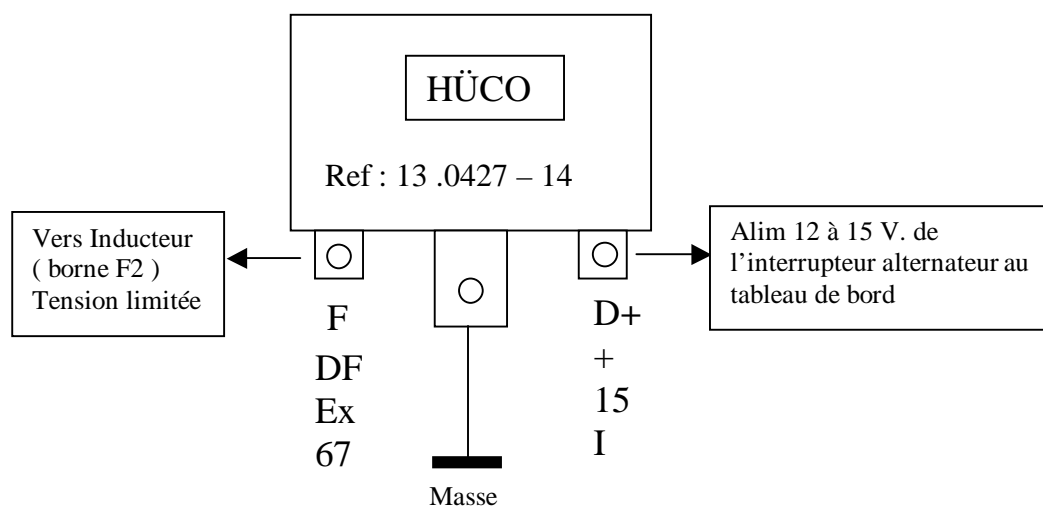 HÜCO
Ref : 13 .0427 – 14
Vers Inducteur
( borne F2 )
Tension limitée
Alim 12 à 15 V. de
l’interrupteur alternateur au
tableau de bord
F
DF
Ex
67
D+
+
15
I
Masse